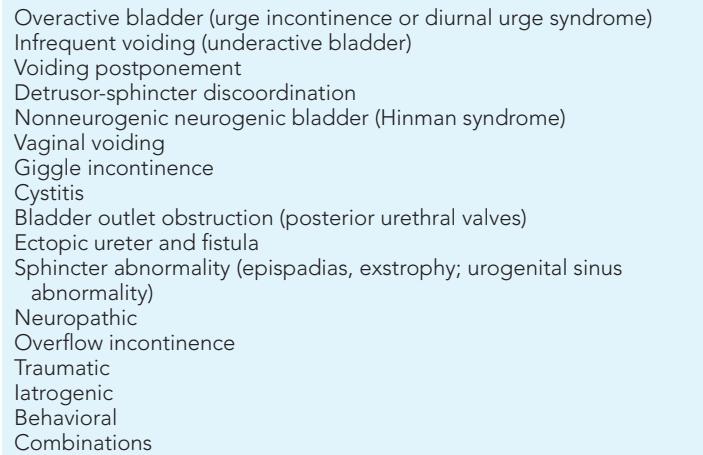 Overactive bladder (urge incontinence or diurnal urge syndrome)
Infrequent voiding (underactive bladder)
Voiding postponement
Detrusor-sphincter discoordination
Nonneurogenic neurogenic bladder (Hinman syndrome)
Vaginal voiding
Giggle incontinence
Cystitis
Bladder outlet obstruction (posterior urethral valves)
Ectopic ureter and fistula
Sphincter abnormality (epispadias, exstrophy; urogenital sinus
abnormality)
Neuropathic
Overflow incontinence
Traumatic
Iatrogenic
Behavioral
Combinations